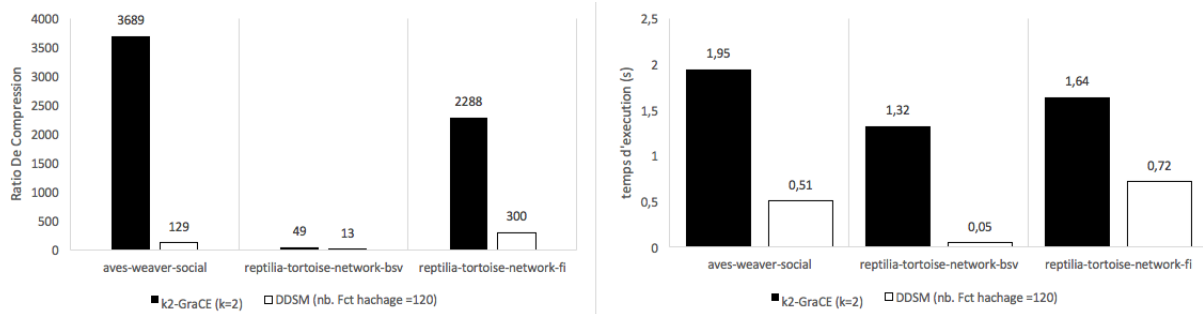 4000
3500
3000
2500
2000
1500
1000
500
0
Ratio De Compression
3689
129
49
13
2288
300
aves-weaver-social
reptilia-tortoise-network-bsv
reptilia-tortoise-network-fi
k2-GraCE (k=2)
DDSM (nb. Fct hachage =120)
2,5
2
1,5
1
0,5
0
temps d'execution (s)
1,95
0,51
1,32
0,05
1,64
0,72
aves-weaver-social
reptilia-tortoise-network-bsv
reptilia-tortoise-network-fi
k2-GraCE (k=2)
DDSM (nb. Fct hachage =120)